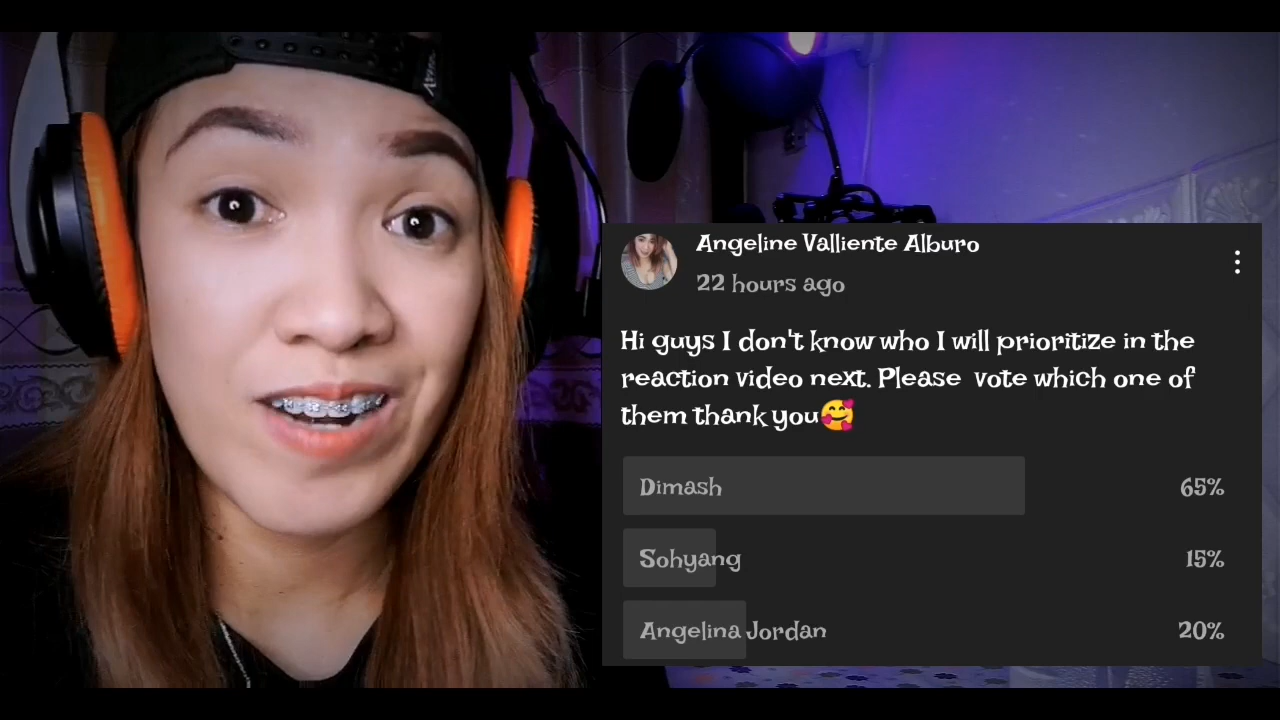 Angeline Valliente Alburo
22 hours ago
Hi guys I don't know who I will prioritize in the
reaction video next. Please vote which one of
them thank you🥰
Dimash 65%
Sohyang 15%
Angelina Jordan 20%